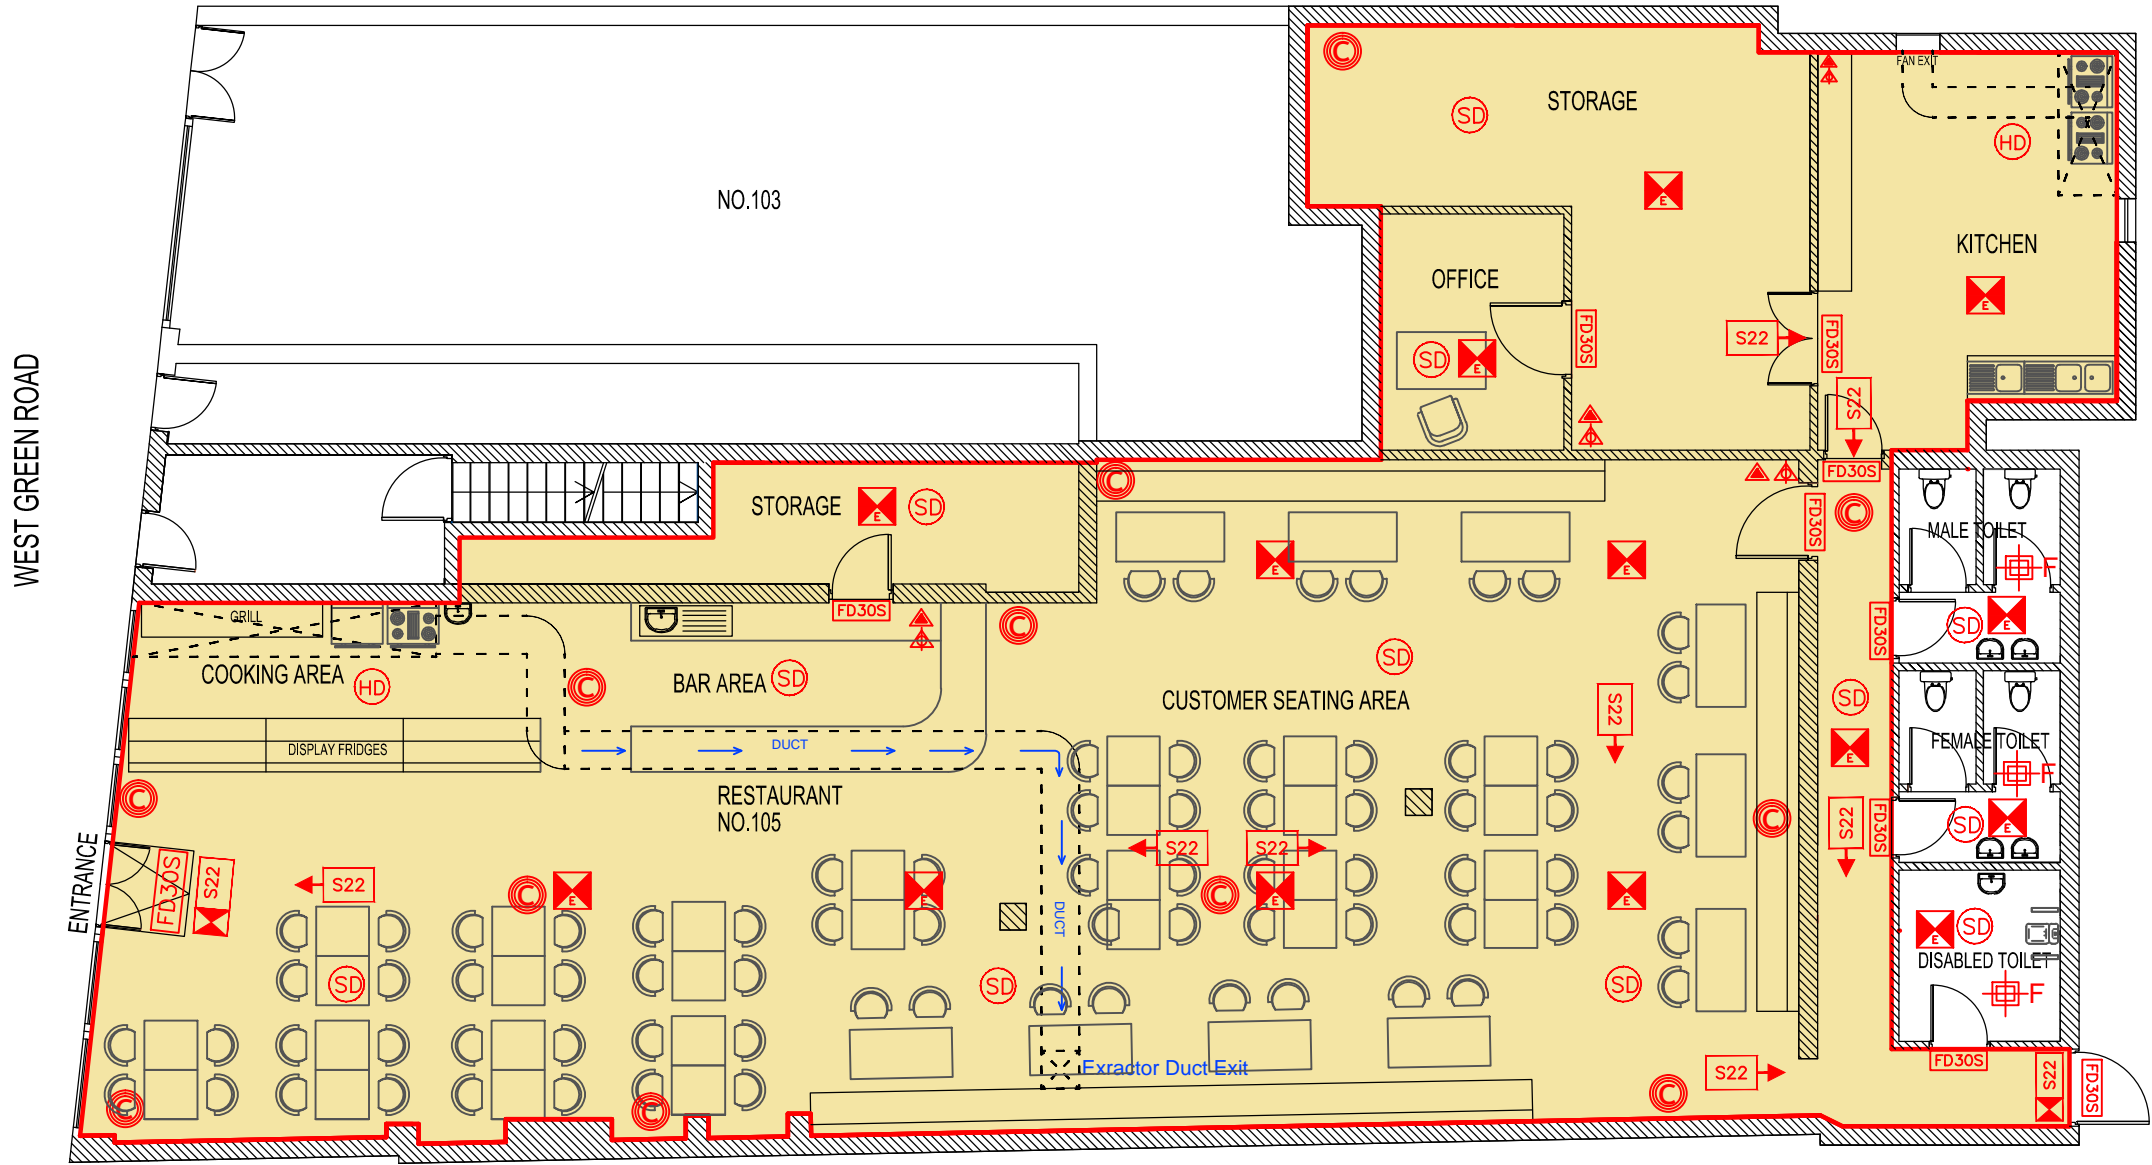 WEST GREEN ROAD
NO.103
STORAGE
SD
C
E
FAN EXIT
HD
KITCHEN
E
OFFICE
SD
E
FD30S
S22
FD30S
S22
FD30S
FD30S
C
STORAGE
E
SD
FD30S
C
C
E
E
MALE TOILET
F
SD
E
FD30S
GRILL
COOKING AREA
HD
C
BAR AREA
SD
C
SD
CUSTOMER SEATING AREA
S22
SD
E
FEMALE TOILET
F
DISPLAY FRIDGES
DUCT
RESTAURANT
NO.105
C
C
S22
FD30S
SD
E
ENTRANCE
FD30S
S22
S22
C
E
E
DUCT
S22
S22
C
E
E
E
SD
DISABLED TOILET
F
SD
SD
SD
Exractor Duct Exit
S22
C
C
C
FD30S
S22
FD30S